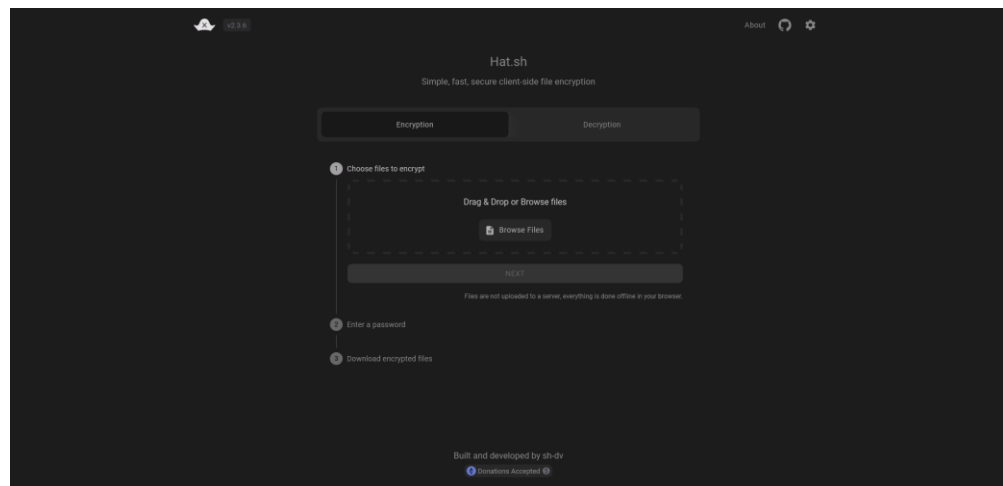 v2.3.6
About
Hat.sh
Simple, fast, secure client-side file encryption
Encryption
Decryption
1 Choose files to encrypt
Drag & Drop or Browse files
Browse Files
NEXT
Files are not uploaded to a server, everything is done offline in your browser.
2 Enter a password
3 Download encrypted files
Built and developed by sh-dv
Donations Accepted